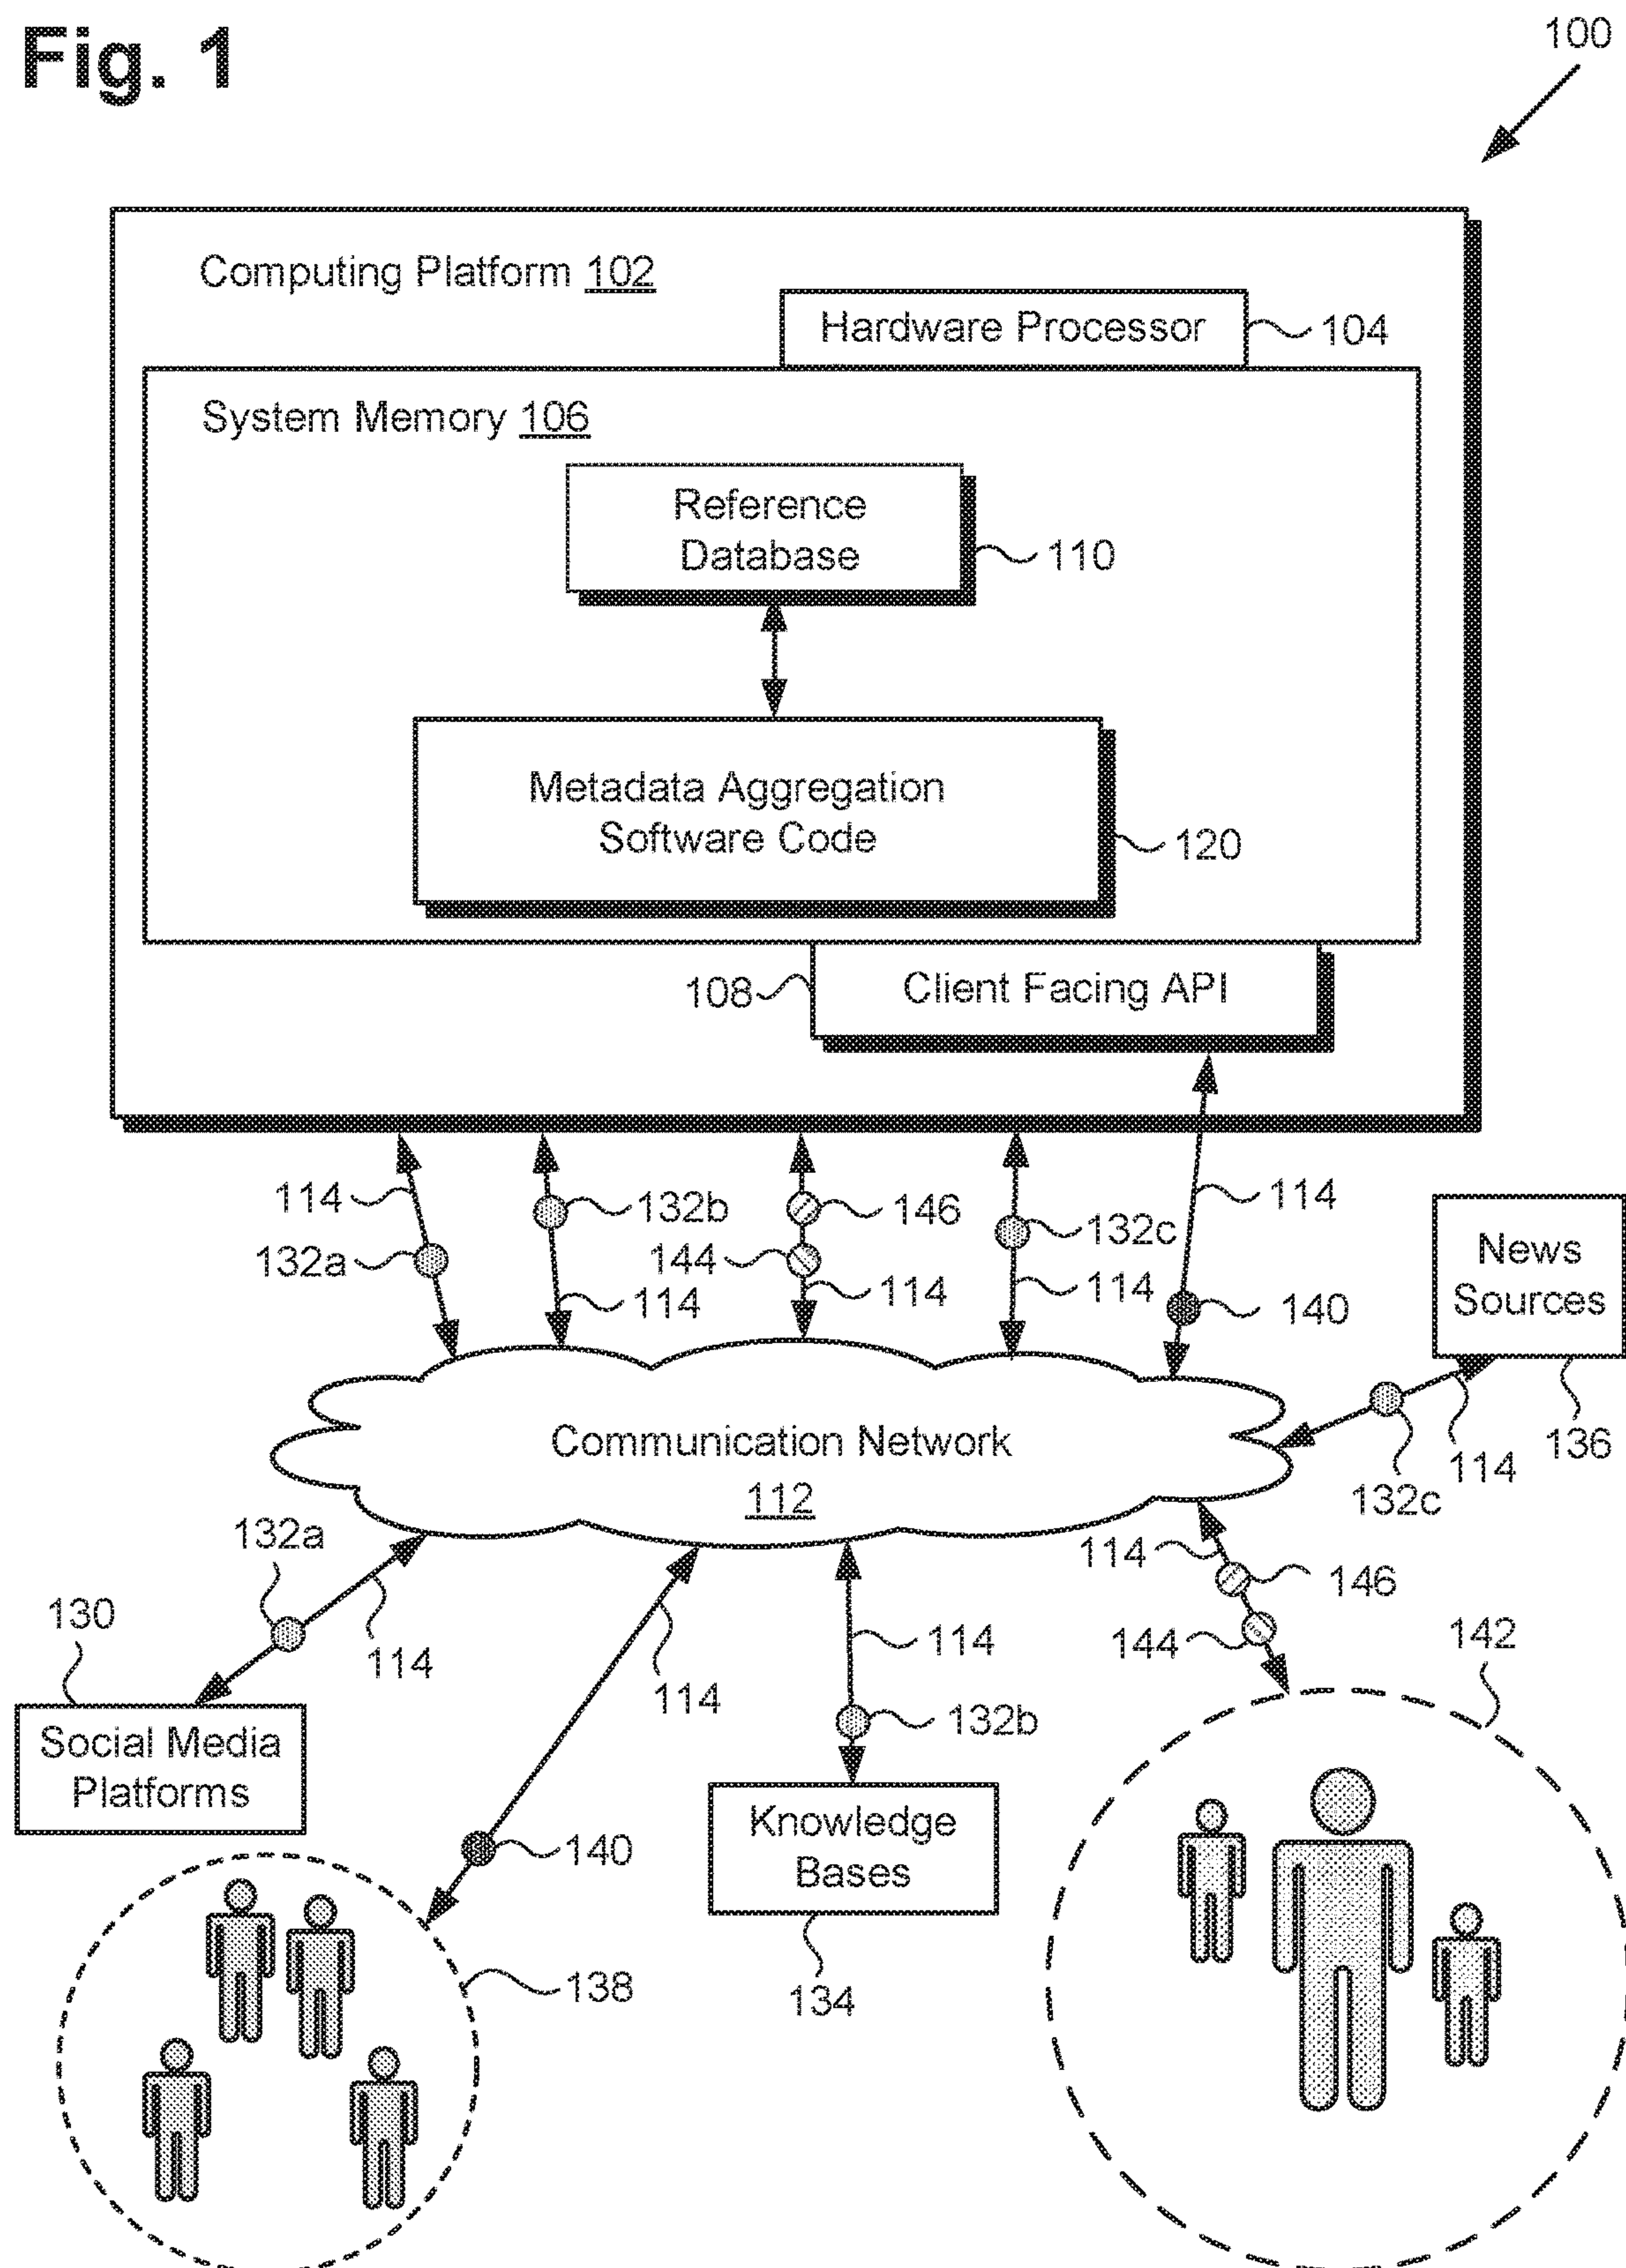 Fig. 1
100
Computing Platform 102
Hardware Processor
104
System Memory 106
Reference
Database
110
Metadata Aggregation
Software Code
120
108
Client Facing API
114
132b
146
132c
114
132a
144
114
114
114
140
News
Sources
136
114
132c
Communication Network
112
132a
114
130
Social Media
Platforms
114
114
132b
114
146
144
142
140
Knowledge
Bases
134
138